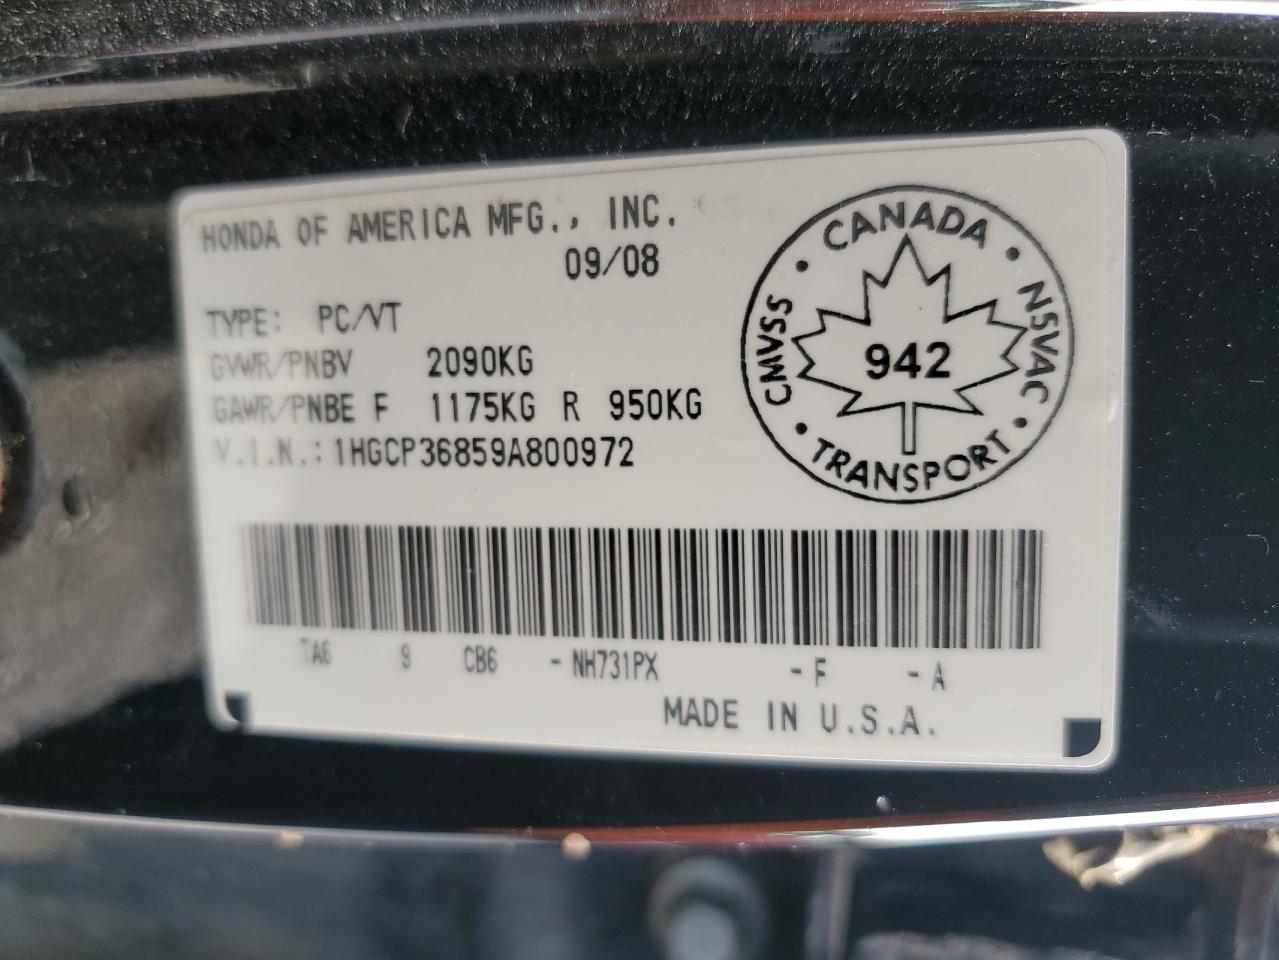 HONDA OF AMERICA MFG., INC.
09/08
TYPE: PC/VT
GVWR/PNBV 2090KG
GAWR/PNBE F 1175KG R 950KG
V.I.N.: 1HGCP36859A800972
CANADA
CMVSS
NSVAC
942
TRANSPORT
TA6 9 CB6 - NH731PX - F - A
MADE IN U.S.A.